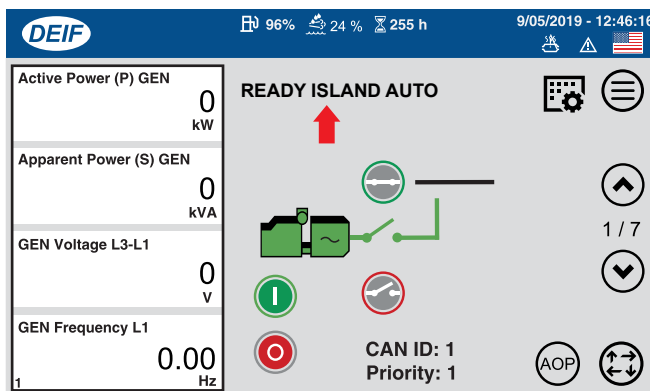 DEIF
96% 24 % 255 h
9/05/2019 - 12:46:16
Active Power (P) GEN
0
kW
Apparent Power (S) GEN
0
kVA
GEN Voltage L3-L1
0
V
GEN Frequency L1
0.00
Hz
1
READY ISLAND AUTO
1 / 7
CAN ID: 1
Priority: 1
AOP